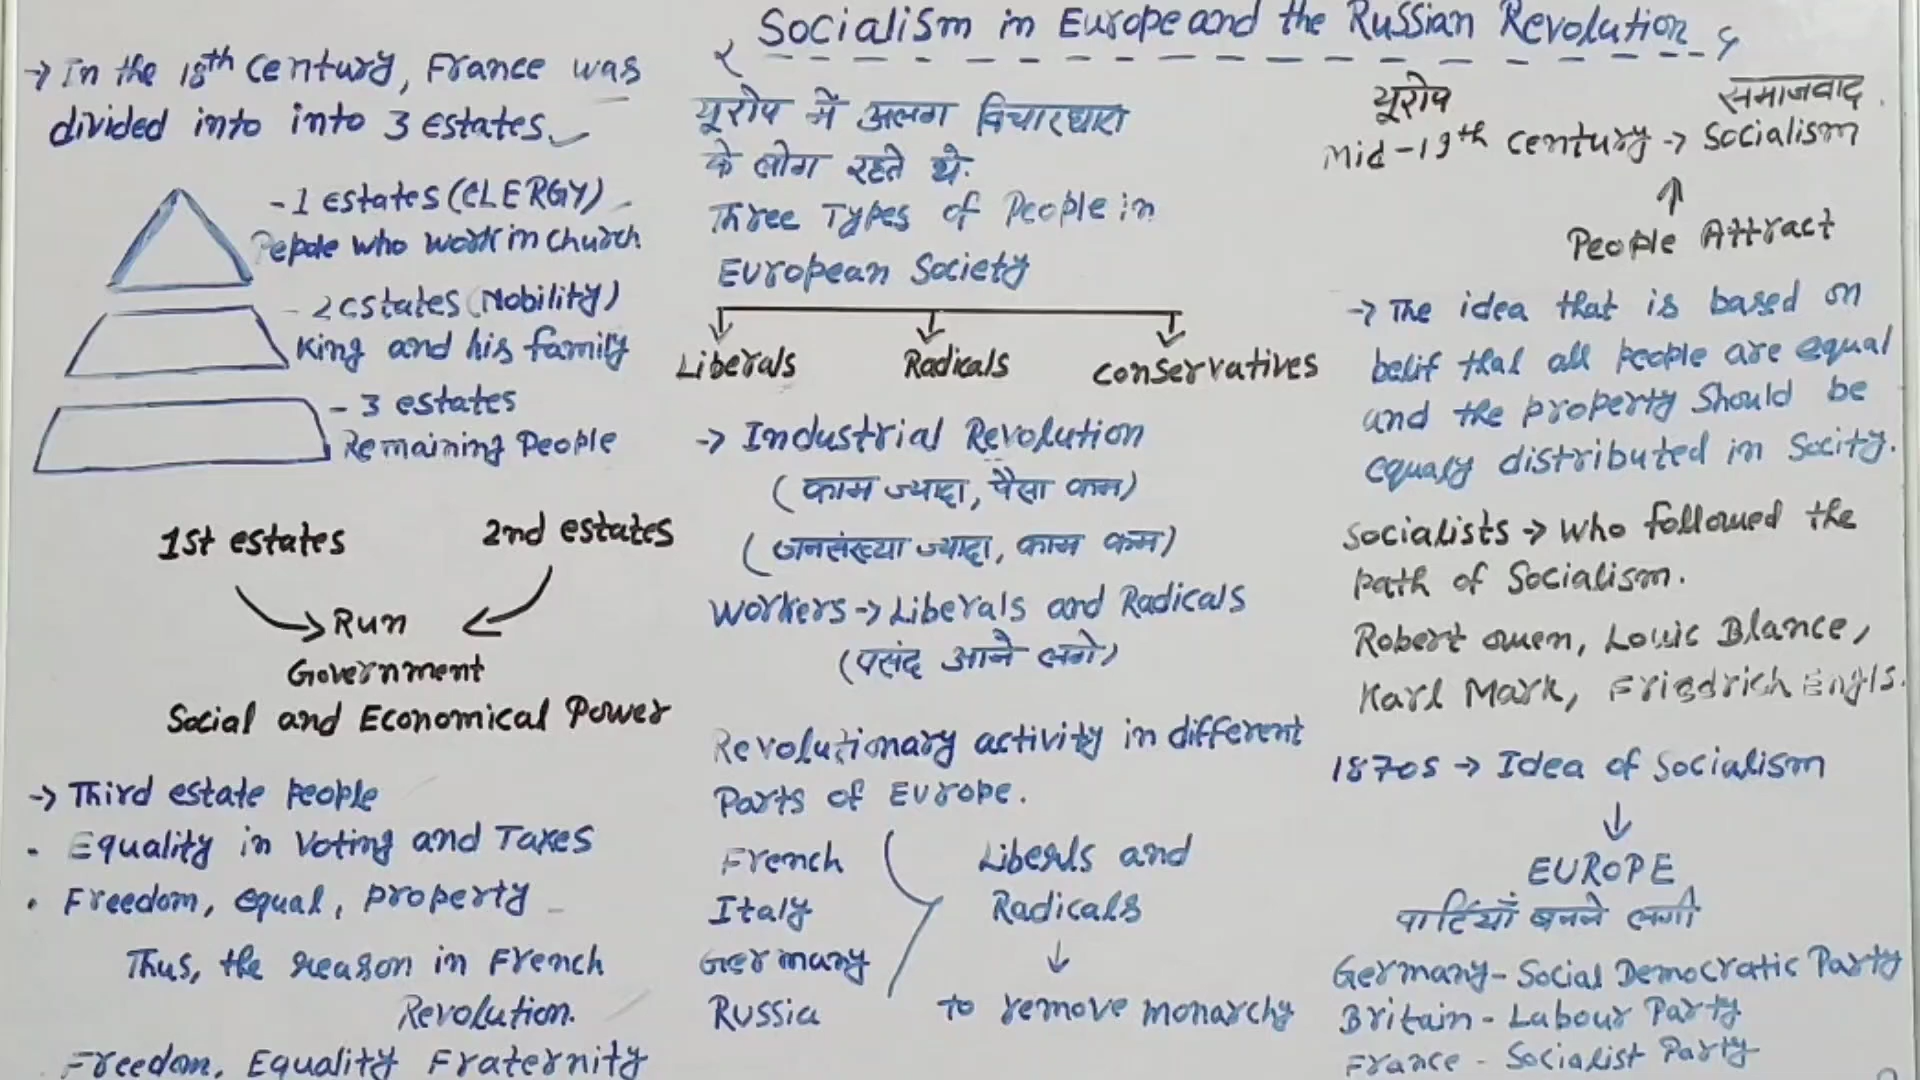 Socialism in Europe and the Russian Revolution
→ In the 18th century, France was
divided into into 3 Estates
- 1 estates (CLERGY)
Pepole who work in church
- 2 estates (Nobility)
King and his family
- 3 estates
Remaining People
1st estates
2nd estates
Run
Government
Social and Economical Power
→ Third estate people
• Equality in Voting and Taxes
• Freedom, equal, property
Thus, the reason in French
Revolution.
Freedom, Equality Fraternity
यूरोप में अलग विचारधारा
के लोग रहते थे.
Three Types of People in
European Society
Liberals
Radicals
conservatives
→ Industrial Revolution
(काम ज्यादा, पैसा कम)
(जनसंख्या ज्यादा, काम कम)
Workers → Liberals and Radicals
(पसंद आने लगे)
Revolutionary activity in different
Parts of Europe.
French
Italy
Germany
Russia
Liberls and
Radicals
↓
to remove monarchy
यूरोप
समाजवाद.
Mid-19th century → Socialism
↑
People Attract
→ The idea that is based on
belif that all people are equal
and the property should be
equaly distributed in Socity.
Socialists → who followed the
path of Socialism.
Robert owen, Louic Blance,
Karl Mark, Friedrich Engls.
1870s → Idea of Socialism
↓
EUROPE
पार्टियाँ बनने लगी
Germany - Social Democratic Party
Britain - Labour Party
France - Socialist Party